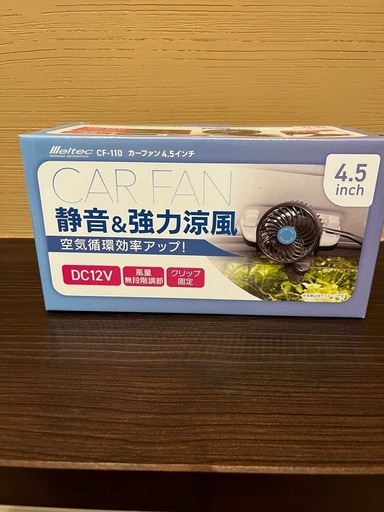 Meltec CF-110 カーファン4.5インチ
4.5
inch
CAR FAN
静音&強力涼風
空気循環効率アップ!
DC12V
風量
無段階調節
クリップ
固定